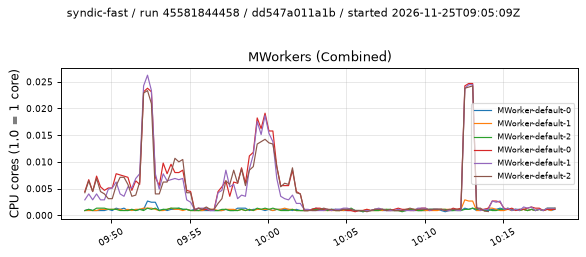 syndic-fast / run 45581844458 / dd547a011a1b / started 2026-11-25T09:05:09Z
MWorkers (Combined)
CPU cores (1.0 = 1 core)
0.025
0.020
0.015
0.010
0.005
0.000
MWorker-default-0
MWorker-default-1
MWorker-default-2
MWorker-default-0
MWorker-default-1
MWorker-default-2
09:50
09:55
10:00
10:05
10:10
10:15